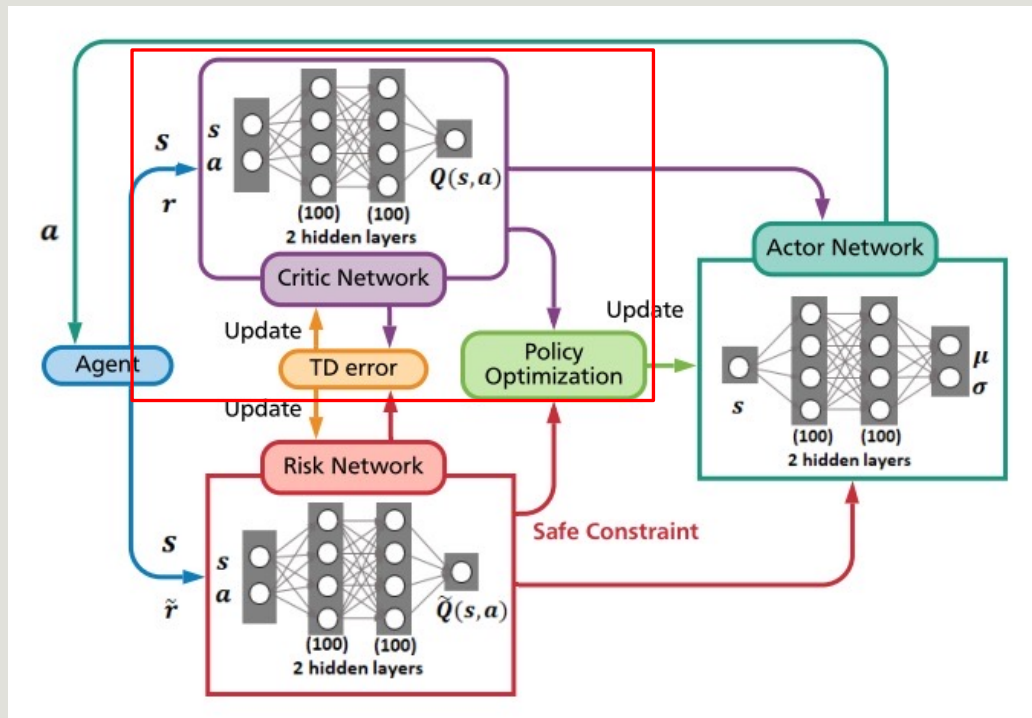 s
a
Q(s,a)
(100) (100)
2 hidden layers
Critic Network
s
r
a
Agent
Update
TD error
Update
Policy
Optimization
Update
Actor Network
s
μ
σ
(100) (100)
2 hidden layers
Risk Network
Safe Constraint
s
r̃
s
a
Q̃(s,a)
(100) (100)
2 hidden layers